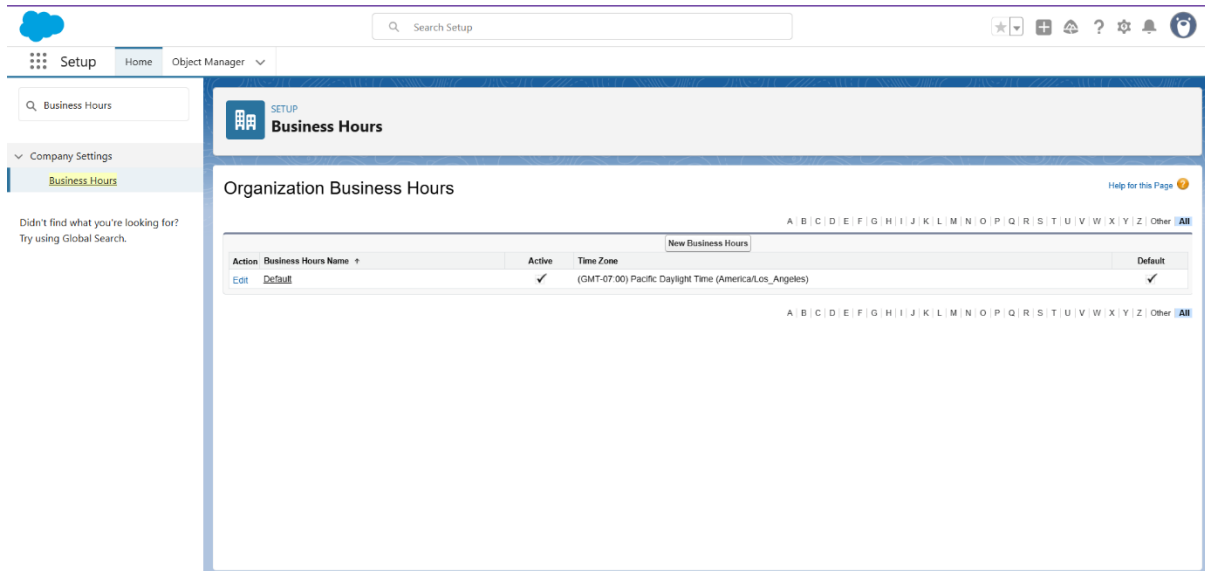 Search Setup
Setup
Home
Object Manager
Business Hours
SETUP
Business Hours
Company Settings
Business Hours
Didn't find what you're looking for?
Try using Global Search.
Organization Business Hours
Help for this Page
A | B | C | D | E | F | G | H | I | J | K | L | M | N | O | P | Q | R | S | T | U | V | W | X | Y | Z | Other | All
New Business Hours
Action Business Hours Name ↑ Active Time Zone Default
Edit Default (GMT-07:00) Pacific Daylight Time (America/Los_Angeles)
A | B | C | D | E | F | G | H | I | J | K | L | M | N | O | P | Q | R | S | T | U | V | W | X | Y | Z | Other | All